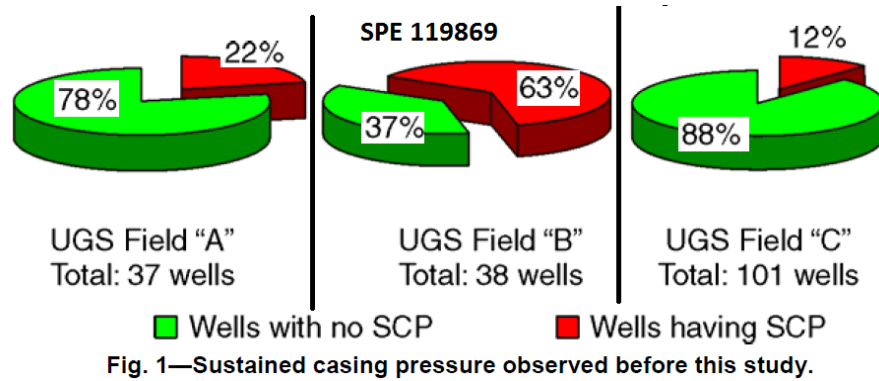 SPE 119869
22%
78%
63%
37%
12%
88%
UGS Field “A”
Total: 37 wells
UGS Field “B”
Total: 38 wells
UGS Field “C”
Total: 101 wells
Wells with no SCP
Wells having SCP
Fig. 1—Sustained casing pressure observed before this study.